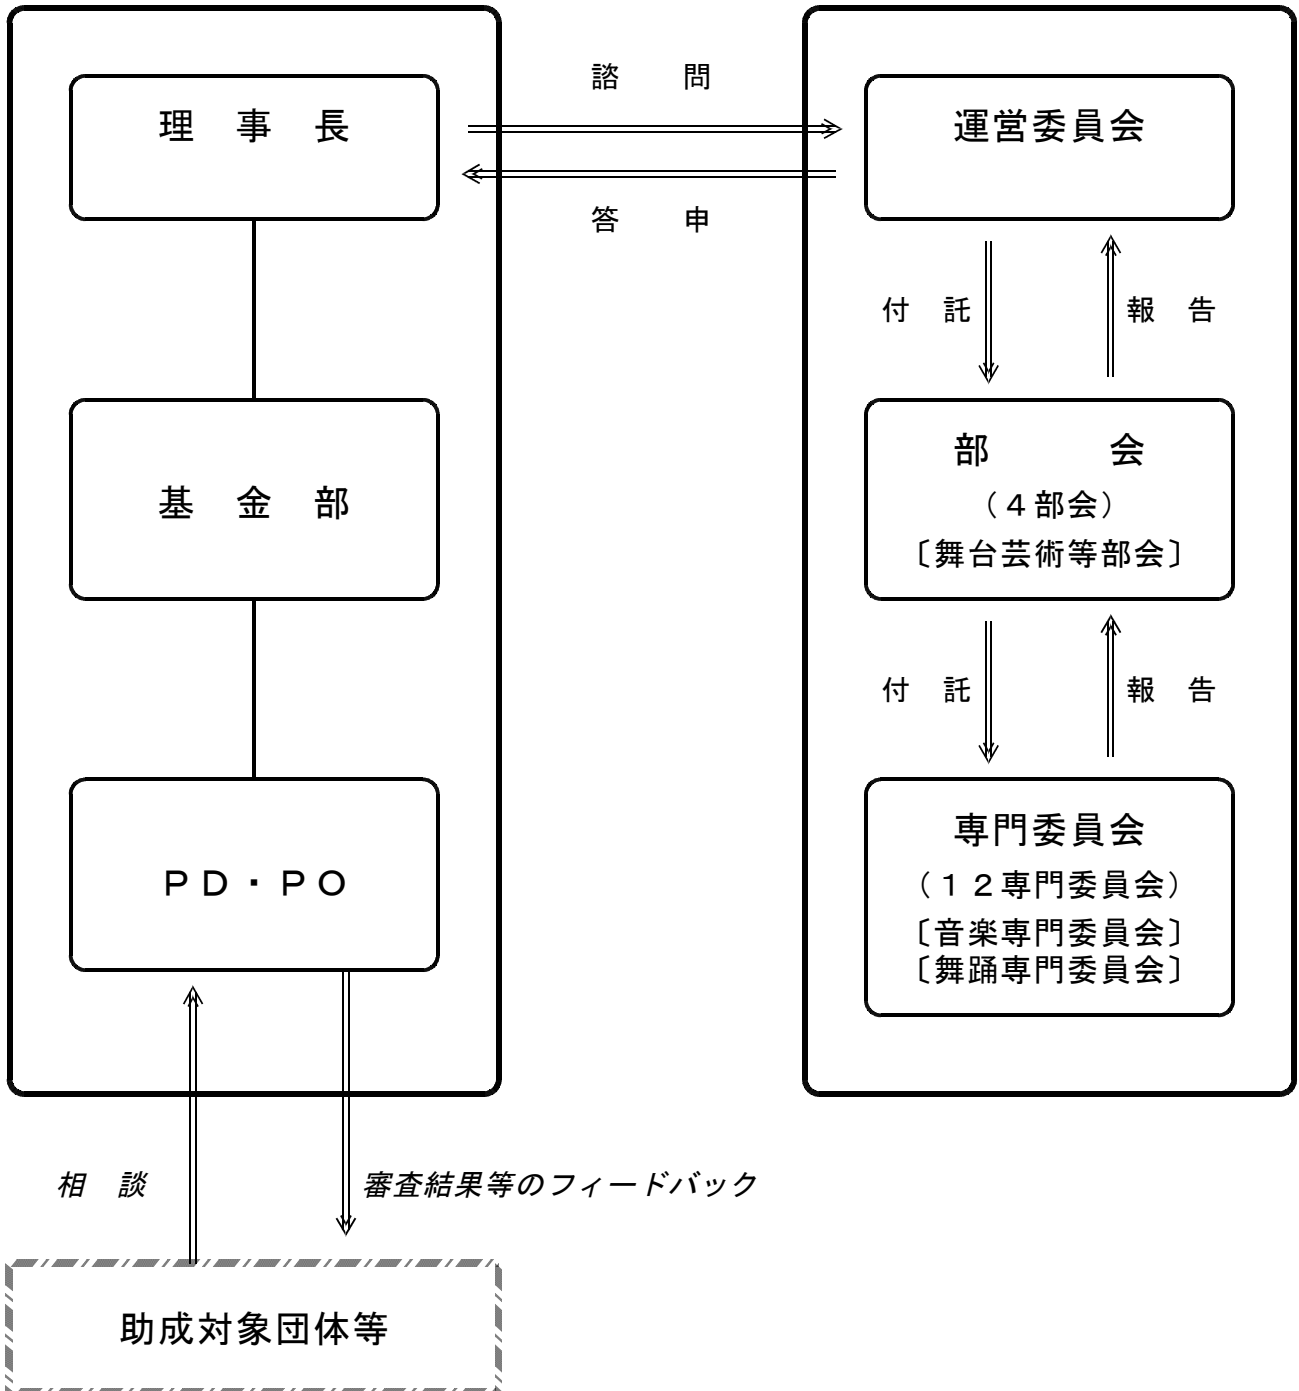 諮　問
理　事　長
運営委員会
答　申
付　託
報　告
部　　　会
（４部会）
〔舞台芸術等部会〕
基　金　部
付　託
報　告
専門委員会
（１２専門委員会）
〔音楽専門委員会〕
〔舞踊専門委員会〕
ＰＤ・ＰＯ
相　談
審査結果等のフィードバック
助成対象団体等